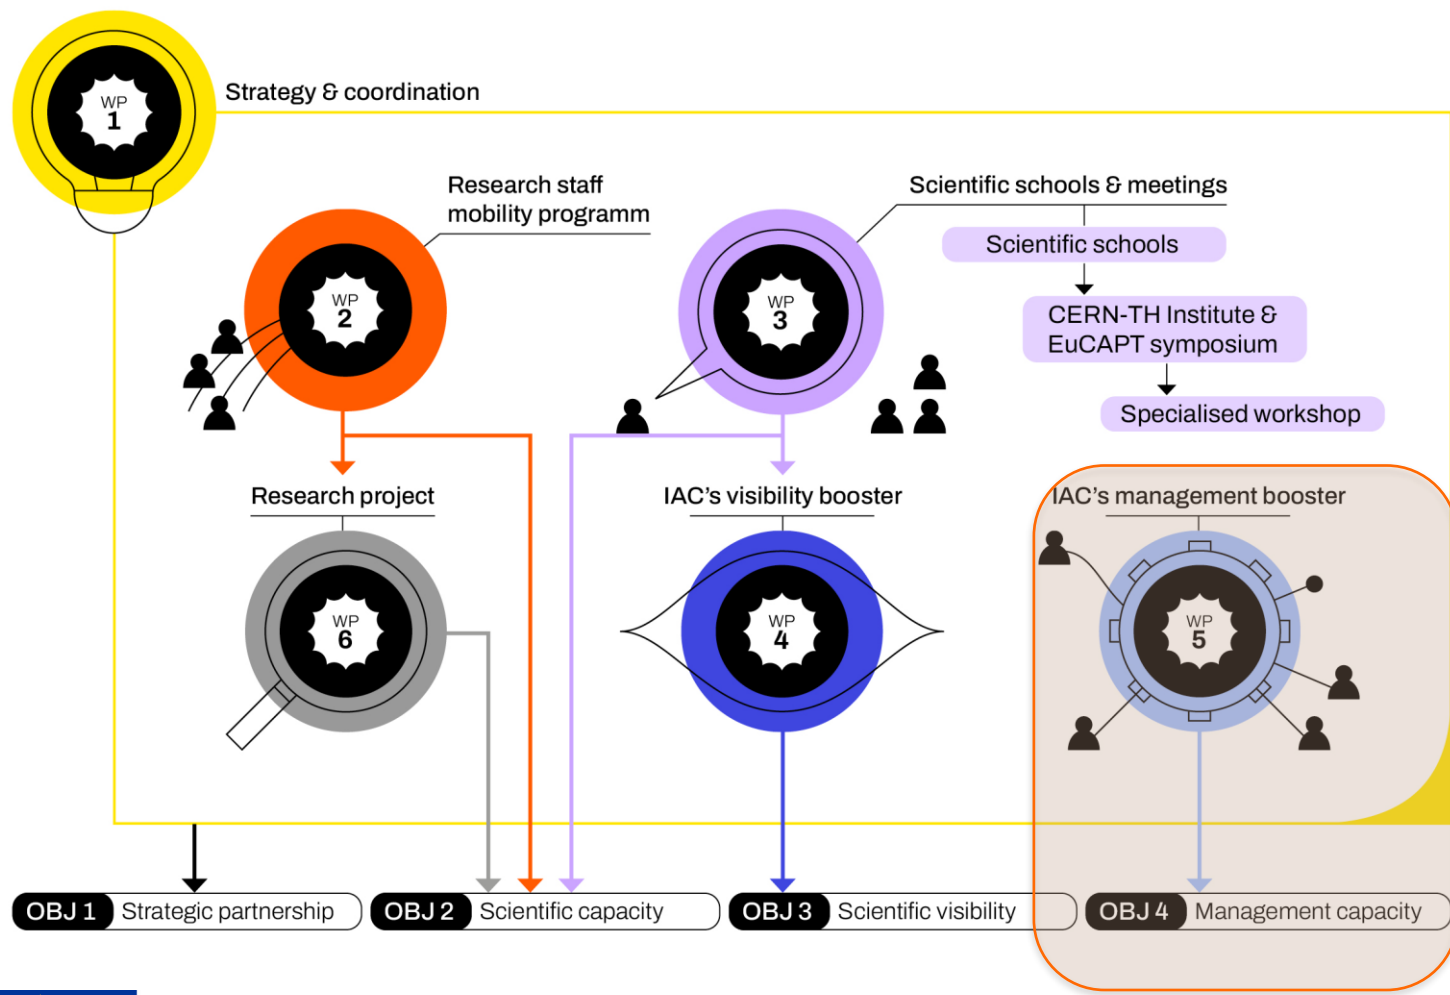 WP
1
Strategy & coordination
Research staff
mobility programm
WP
2
Scientific schools & meetings
Scientific schools
CERN-TH Institute &
EuCAPT symposium
Specialised workshop
WP
3
Research project
WP
6
IAC's visibility booster
WP
4
IAC's management booster
WP
5
OBJ 1 Strategic partnership
OBJ 2 Scientific capacity
OBJ 3 Scientific visibility
OBJ 4 Management capacity